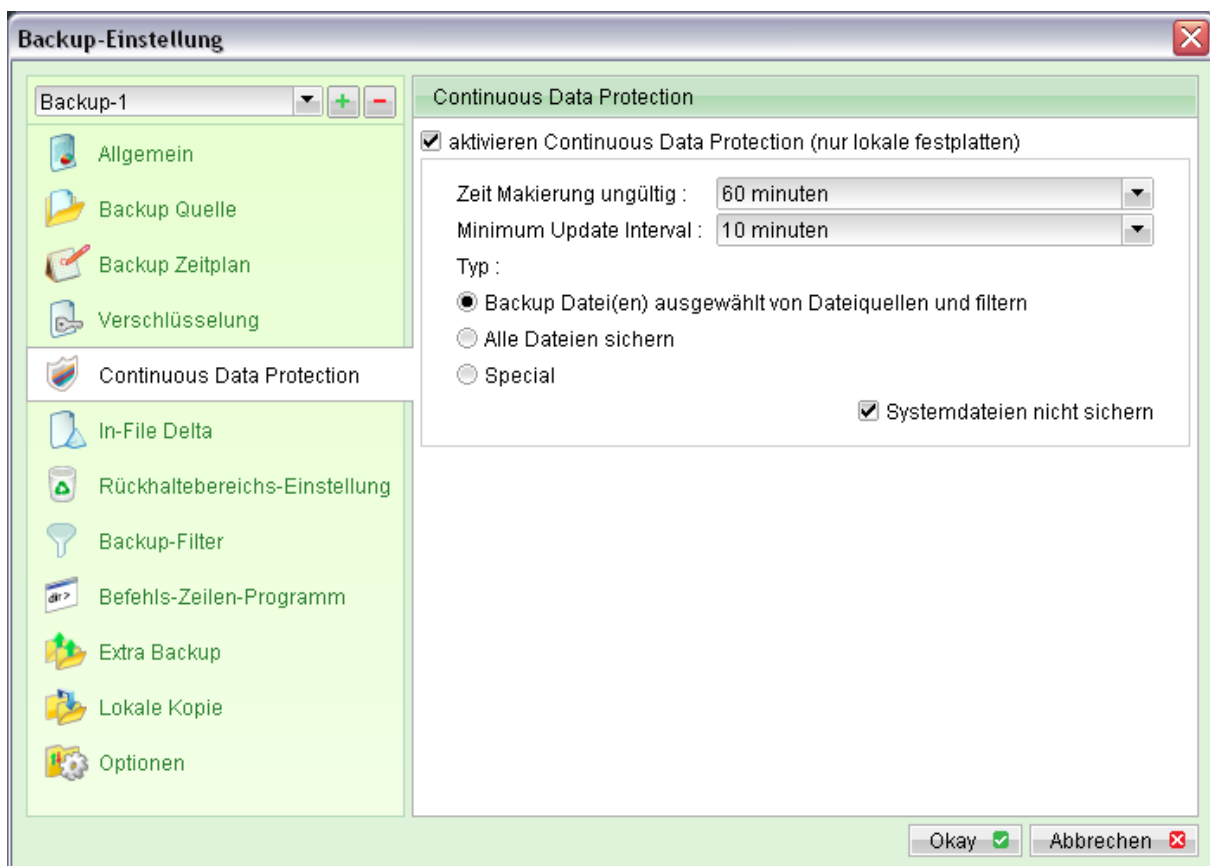 Backup-Einstellung
Backup-1
Allgemein
Backup Quelle
Backup Zeitplan
Verschlüsselung
Continuous Data Protection
In-File Delta
Rückhaltebereichs-Einstellung
Backup-Filter
dir>
Befehls-Zeilen-Programm
Extra Backup
Lokale Kopie
Optionen
Continuous Data Protection
aktivieren Continuous Data Protection (nur lokale festplatten)
Zeit Makierung ungültig : 60 minuten
Minimum Update Interval : 10 minuten
Typ :
Backup Datei(en) ausgewählt von Dateiquellen und filtern
Alle Dateien sichern
Special
Systemdateien nicht sichern
Okay Abbrechen